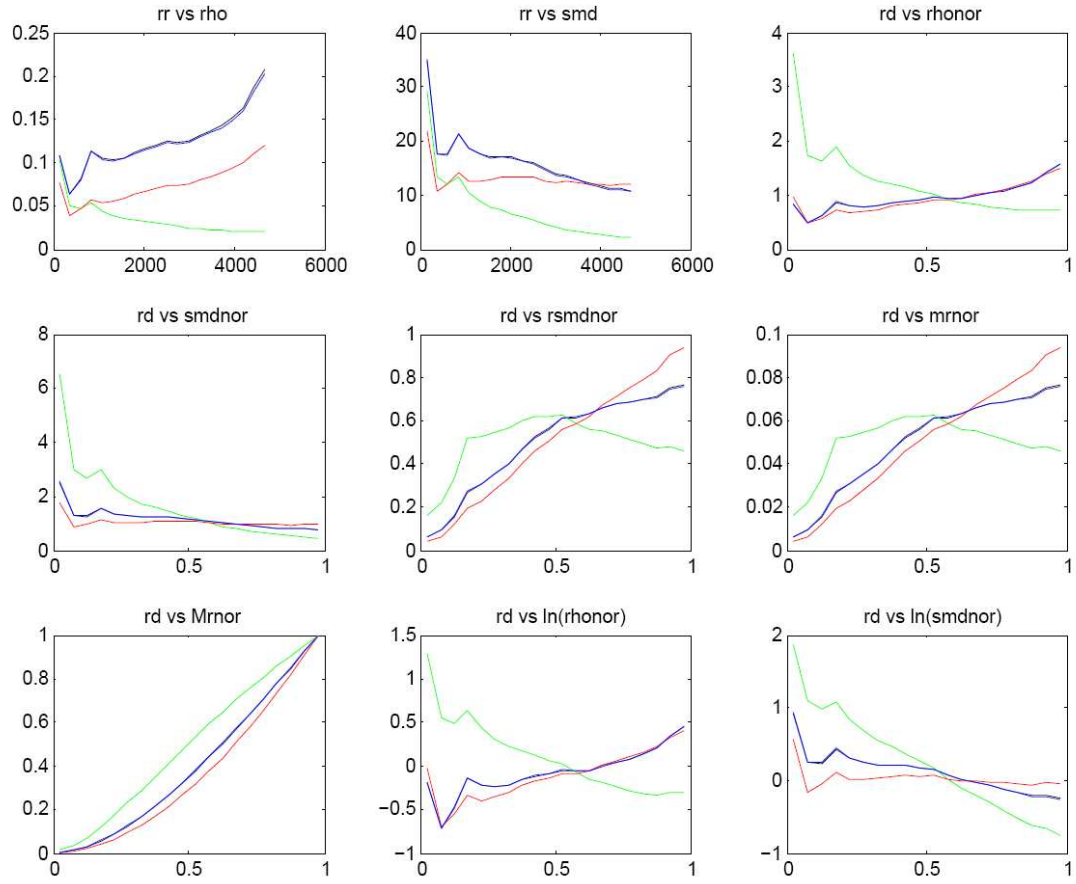 rr vs rho
0.25
0.2
0.15
0.1
0.05
0
0 2000 4000 6000
rr vs smd
40
30
20
10
0
0 2000 4000 6000
rd vs rhonor
4
3
2
1
0
0 0.5 1
rd vs smdnor
8
6
4
2
0
0 0.5 1
rd vs rsmdnor
1
0.8
0.6
0.4
0.2
0
0 0.5 1
rd vs mrnor
0.1
0.08
0.06
0.04
0.02
0
0 0.5 1
rd vs Mrnor
1
0.8
0.6
0.4
0.2
0
0 0.5 1
rd vs ln(rhonor)
1.5
1
0.5
0
−0.5
−1
0 0.5 1
rd vs ln(smdnor)
2
1
0
−1
0 0.5 1